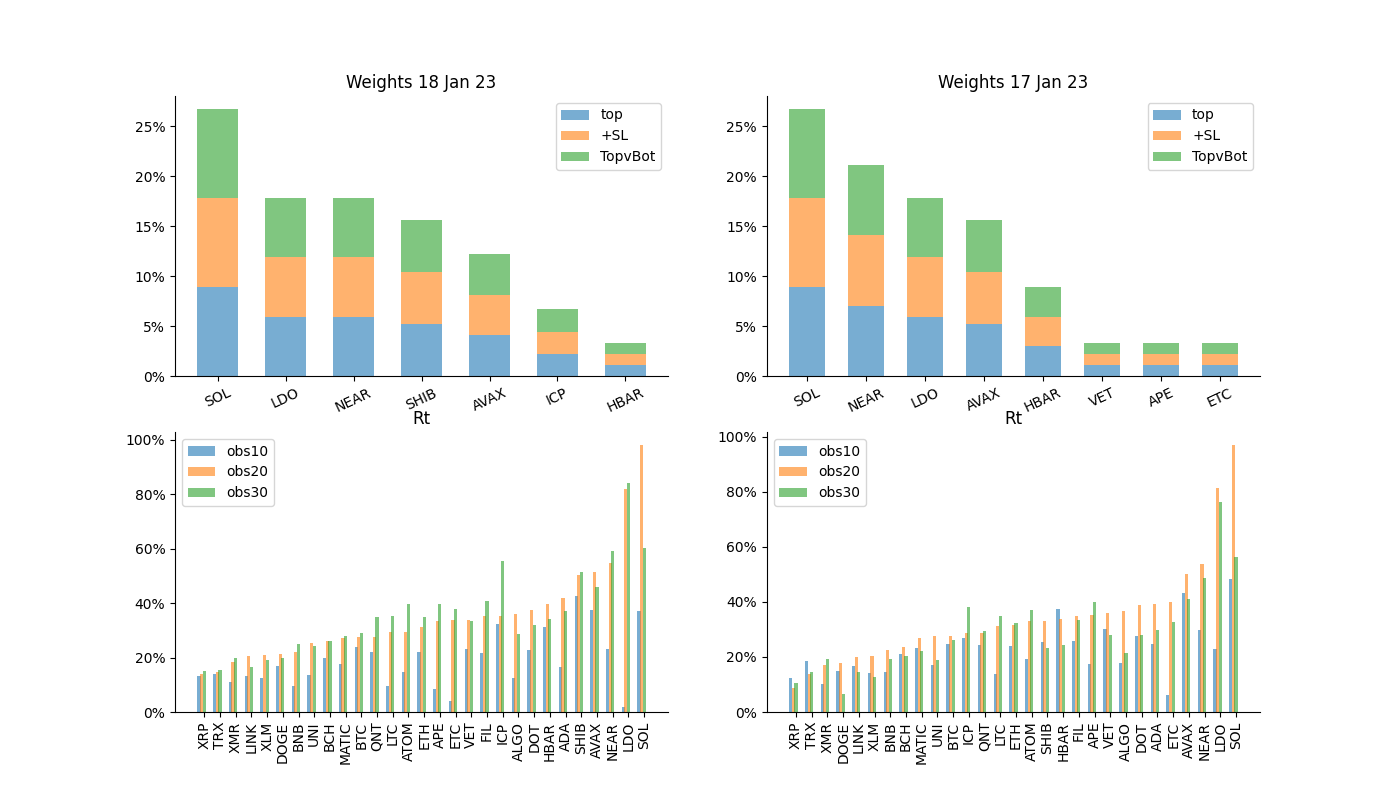 Weights 18 Jan 23
25%
20%
15%
10%
5%
0%
top
+SL
TopvBot
SOL
LDO
NEAR
SHIB
AVAX
ICP
HBAR
Weights 17 Jan 23
25%
20%
15%
10%
5%
0%
top
+SL
TopvBot
SOL
NEAR
LDO
AVAX
HBAR
VET
APE
ETC
Rt
100%
80%
60%
40%
20%
0%
obs10
obs20
obs30
XRP
TRX
XMR
LINK
XLM
DOGE
BNB
UNI
BCH
MATIC
BTC
QNT
LTC
ATOM
ETH
APE
ETC
VET
FIL
ICP
ALGO
DOT
HBAR
ADA
SHIB
AVAX
NEAR
LDO
SOL
Rt
100%
80%
60%
40%
20%
0%
obs10
obs20
obs30
XRP
TRX
XMR
DOGE
LINK
XLM
BNB
BCH
MATIC
UNI
BTC
ICP
QNT
LTC
ETH
ATOM
SHIB
HBAR
FIL
APE
VET
ALGO
DOT
ADA
ETC
AVAX
NEAR
LDO
SOL